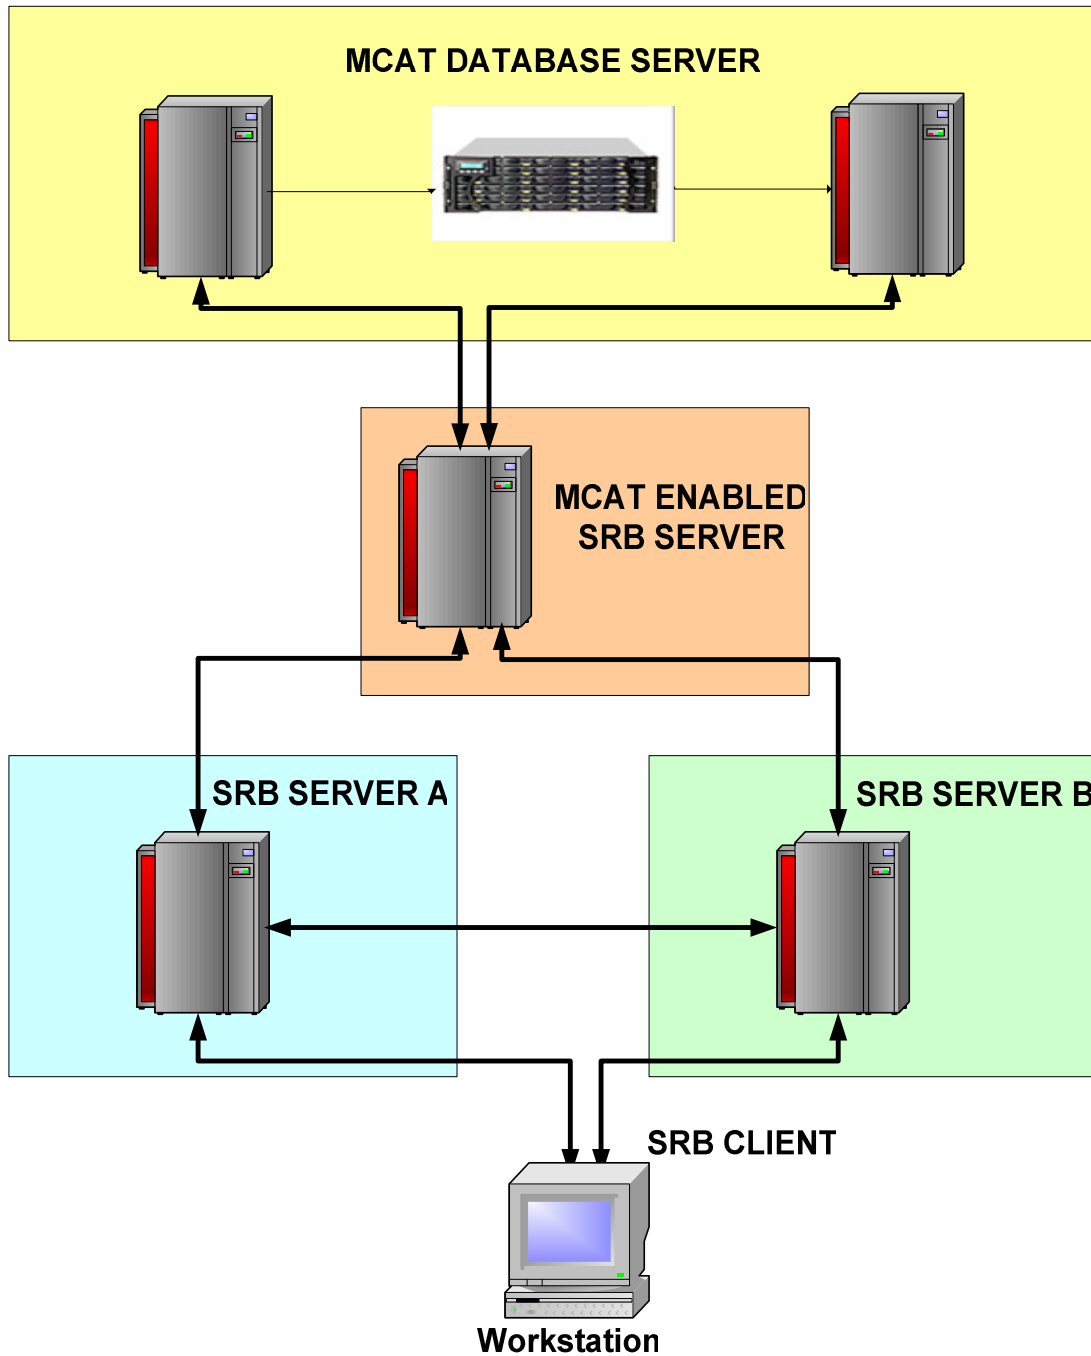 MCAT DATABASE SERVER
MCAT ENABLED
SRB SERVER
SRB SERVER A
SRB SERVER B
SRB CLIENT
Workstation